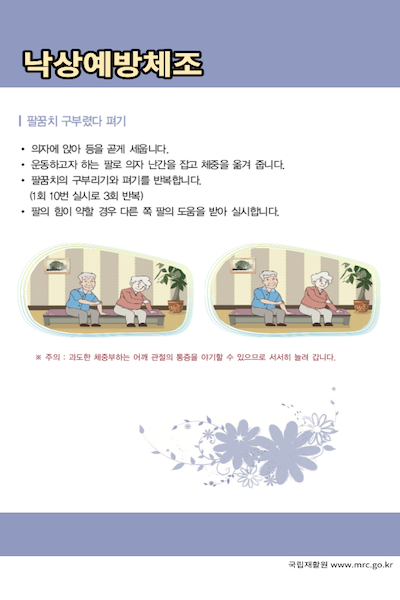 낙상예방체조
팔꿈치 구부렸다 펴기
• 의자에 앉아 등을 곧게 세웁니다.
• 운동하고자 하는 팔로 의자 난간을 잡고 체중을 옮겨 줍니다.
• 팔꿈치의 구부리기와 펴기를 반복합니다.
(1회 10번 실시로 3회 반복)
• 팔의 힘이 약할 경우 다른 쪽 팔의 도움을 받아 실시합니다.
※ 주의 : 과도한 체중부하는 어깨 관절의 통증을 야기할 수 있으므로 서서히 늘려 갑니다.
국립재활원 www.mrc.go.kr